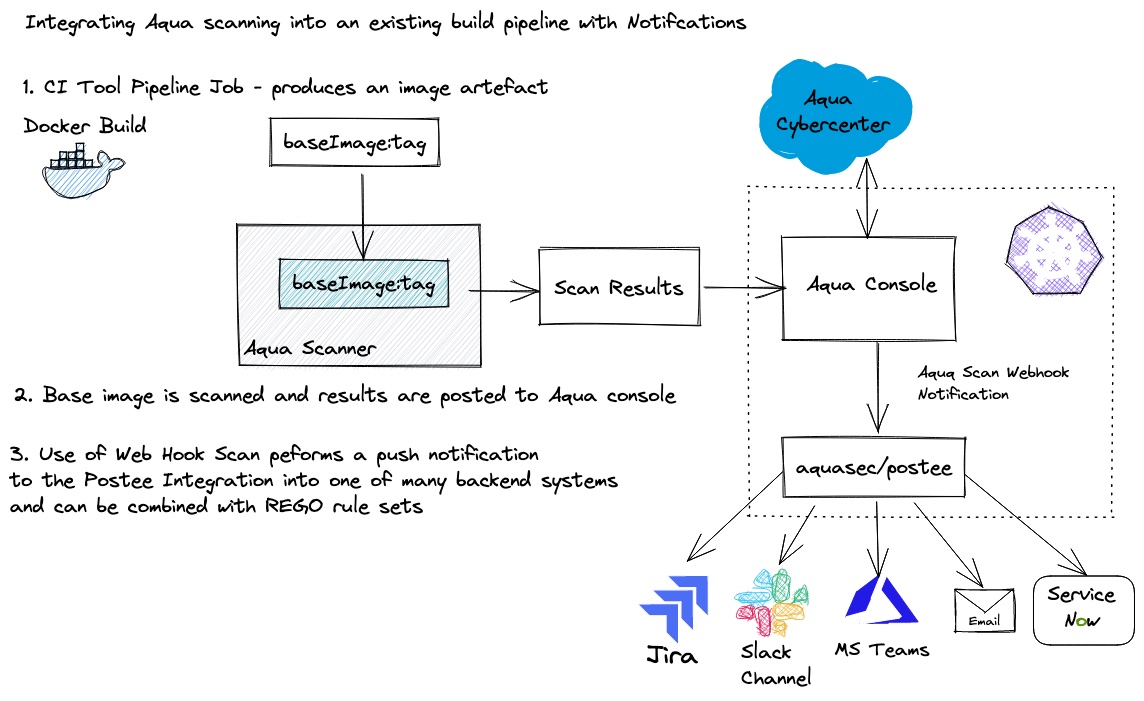 Integrating Aqua scanning into an existing build pipeline with Notifcations
1. CI Tool Pipeline Job - produces an image artefact
Docker Build
baseImage:tag
baseImage:tag
Aqua Scanner
Scan Results
Aqua
Cybercenter
Aqua Console
Aqua Scan Webhook
Notification
aquasec/postee
2. Base image is scanned and results are posted to Aqua console
3. Use of Web Hook Scan peforms a push notification
to the Postee Integration into one of many backend systems
and can be combined with REGO rule sets
Jira
Slack
Channel
MS Teams
Email
Service
Now